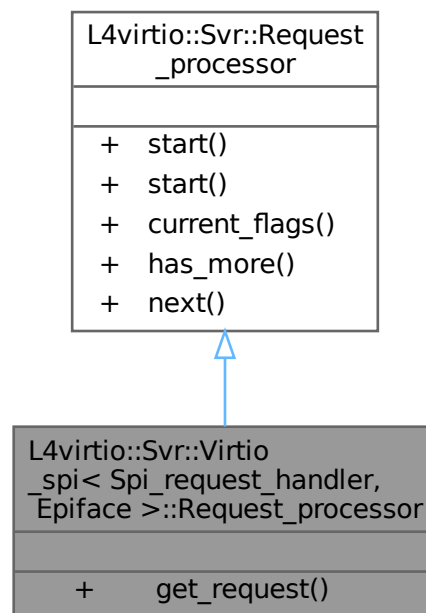 L4virtio::Svr::Request
_processor
+ start()
+ start()
+ current_flags()
+ has_more()
+ next()
L4virtio::Svr::Virtio
_spi< Spi_request_handler,
Epiface >::Request_processor
+ get_request()